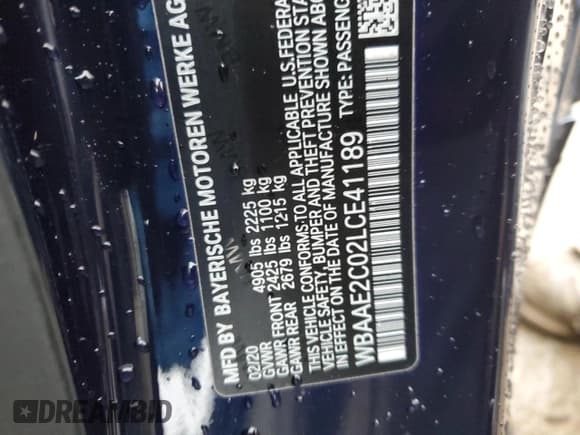 MFD BY BAYERISCHE MOTOREN WERKE AG
02/20
GVWR 4905 lbs 2225 kg
GAWR FRONT 2425 lbs 1100 kg
GAWR REAR 2679 lbs 1215 kg
THIS VEHICLE CONFORMS TO ALL APPLICABLE U.S.FEDERA
VEHICLE SAFETY, BUMPER AND THEFT PREVENTION STA
EFFECT ON THE DATE OF MANUFACTURE SHOWN ABO
WBAAE2C02LCE41189 TYPE: PASSENG
DREAMBID